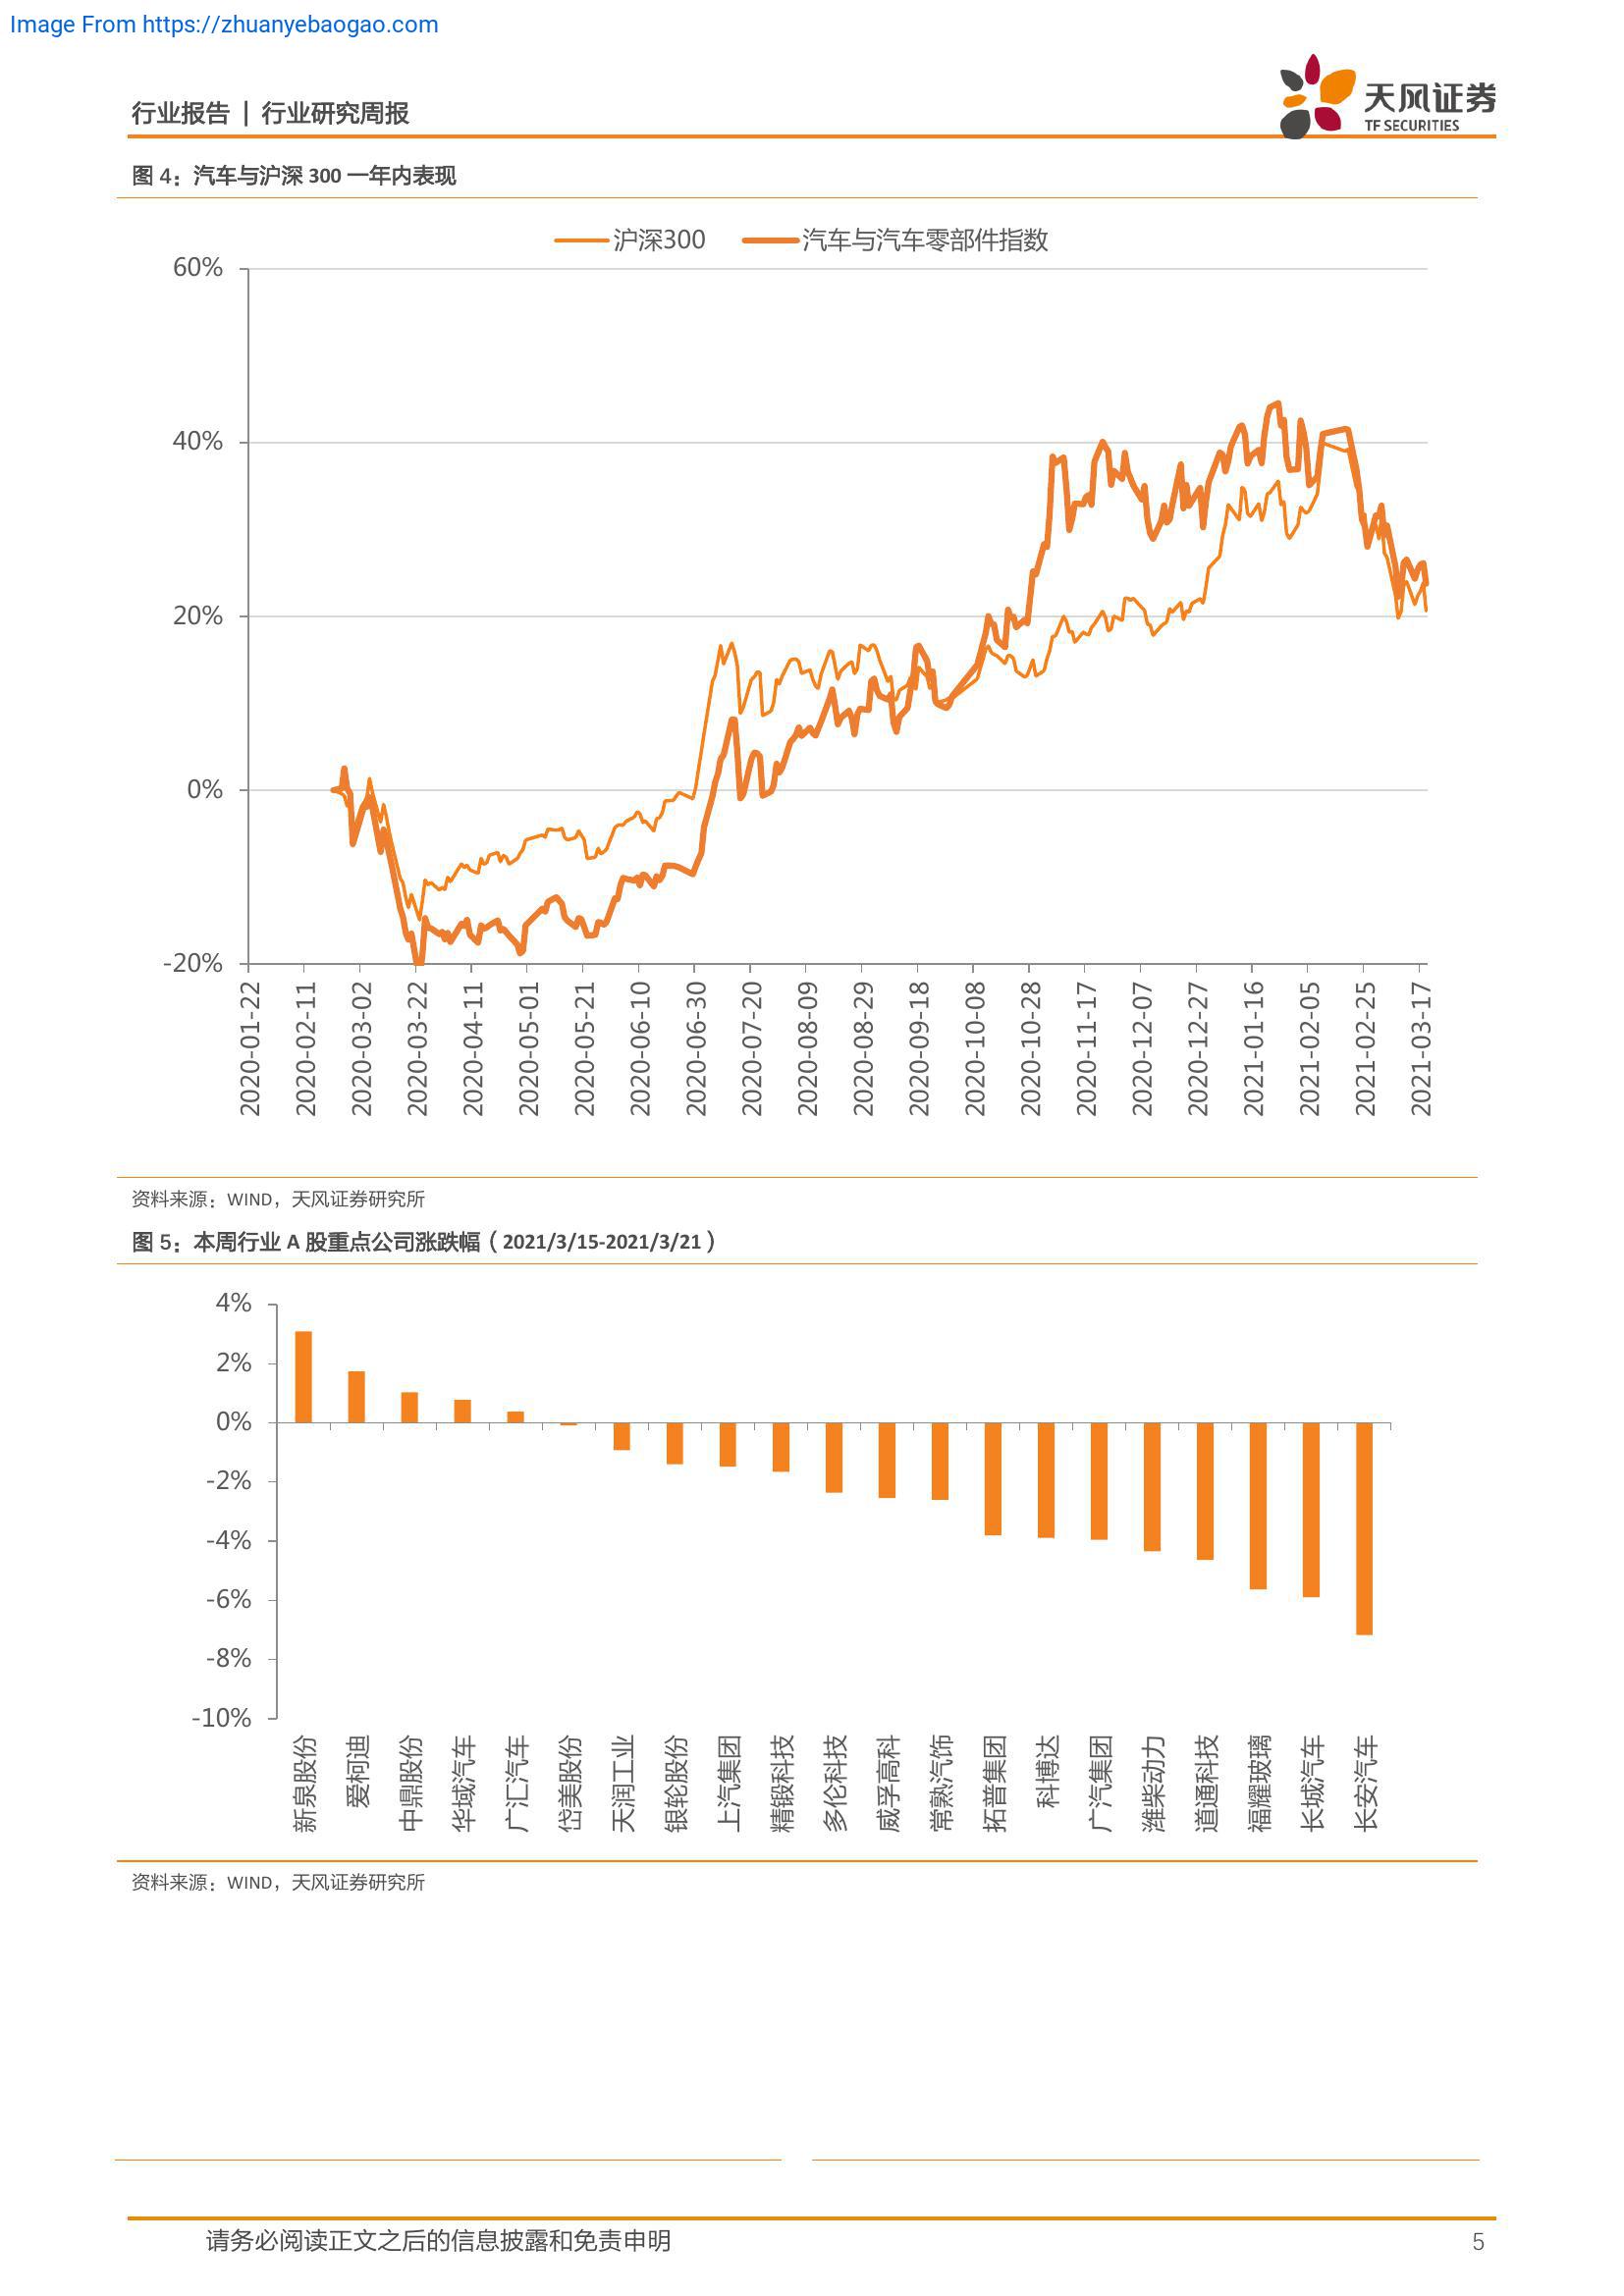 Image From https://zhuanyebaogao.com
行业报告 | 行业研究周报
天风证券
TF SECURITIES
图 4：汽车与沪深 300 一年内表现
沪深300 汽车与汽车零部件指数
60%
40%
20%
0%
-20%
2020-01-22
2020-02-11
2020-03-02
2020-03-22
2020-04-11
2020-05-01
2020-05-21
2020-06-10
2020-06-30
2020-07-20
2020-08-09
2020-08-29
2020-09-18
2020-10-08
2020-10-28
2020-11-17
2020-12-07
2020-12-27
2021-01-16
2021-02-05
2021-02-25
2021-03-17
资料来源：WIND，天风证券研究所
图 5：本周行业 A 股重点公司涨跌幅（2021/3/15-2021/3/21）
4%
2%
0%
-2%
-4%
-6%
-8%
-10%
新泉股份
爱柯迪
中鼎股份
华域汽车
广汇汽车
岱美股份
天润工业
银轮股份
上汽集团
精锻科技
多伦科技
威孚高科
常熟汽饰
拓普集团
科博达
广汽集团
潍柴动力
道通科技
福耀玻璃
长城汽车
长安汽车
资料来源：WIND，天风证券研究所
请务必阅读正文之后的信息披露和免责申明 5